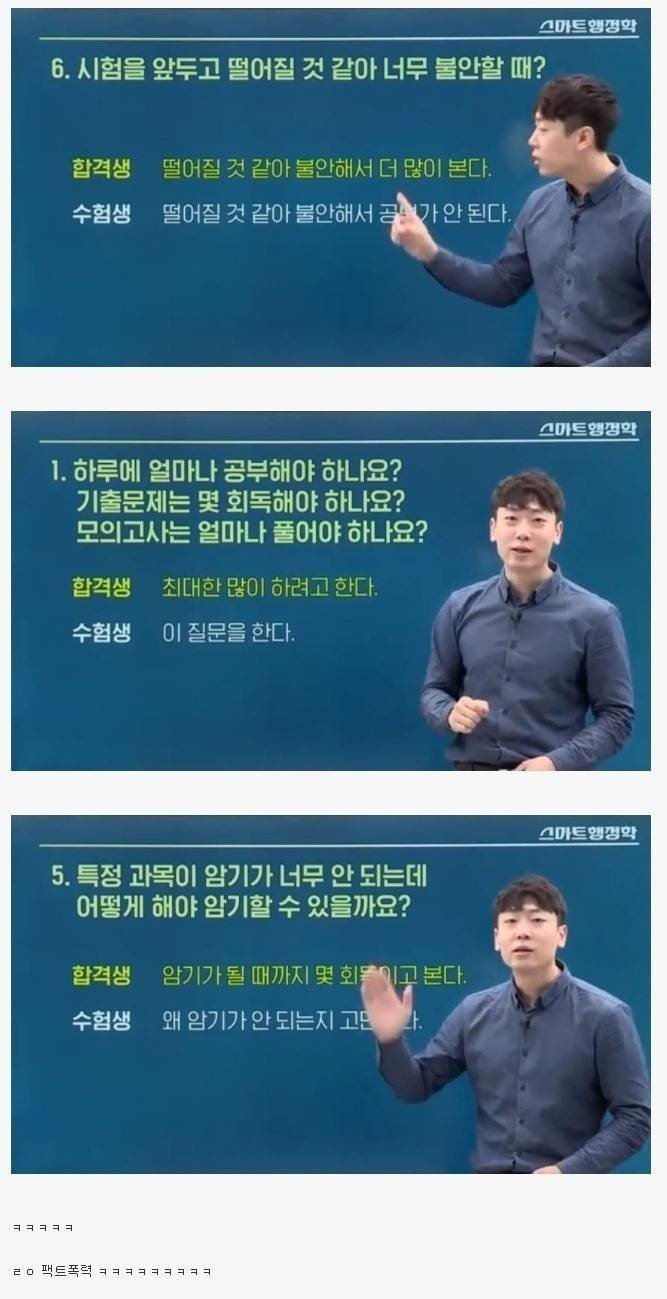 스마트행정학
6. 시험을 앞두고 떨어질 것 같아 너무 불안할 때?
합격생 떨어질 것 같아 불안해서 더 많이 본다.
수험생 떨어질 것 같아 불안해서 공부가 안 된다.
스마트행정학
1. 하루에 얼마나 공부해야 하나요?
기출문제는 몇 회독해야 하나요?
모의고사는 얼마나 풀어야 하나요?
합격생 최대한 많이 하려고 한다.
수험생 이 질문을 한다.
스마트행정학
5. 특정 과목이 암기가 너무 안 되는데
어떻게 해야 암기할 수 있을까요?
합격생 암기가 될 때까지 몇 회독이고 본다.
수험생 왜 암기가 안 되는지
ㅋㅋㅋㅋㅋ
ㄹㅇ 팩트폭력 ㅋㅋㅋㅋㅋㅋㅋㅋㅋ